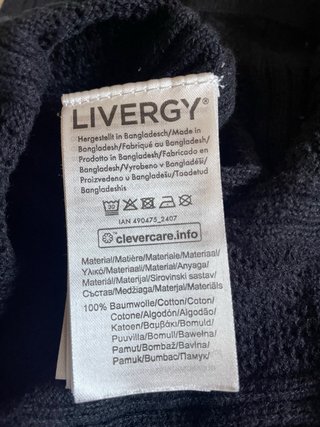 LIVERGY®
Hergestellt in Bangladesch/Made in
Bangladesh/Fabriqué au Bangladesh/
Prodotto in Bangladesh/Fabricado en
Bangladesh/Vyrobeno v Bangladéši/
Proizvedeno u Bangladešu/Toodetud
Bangladeshis
30
IAN 490475_2407
clevercare.info
Material/Matière/Materiale/Materiaal/
Υλικό/Materiaali/Material/Anyaga/
Materiál/Materijal/Sirovinski sastav/
Състав/Medžiaga/Materjal/Materiāls
100% Baumwolle/Cotton/Coton/
Cotone/Algodón/Algodão/
Katoen/Βαμβάκι/Bomuld/
Puuvilla/Bomull/Bawełna/
Pamut/Bombaž/Bavlna/
Pamuk/Bumbac/Памук/